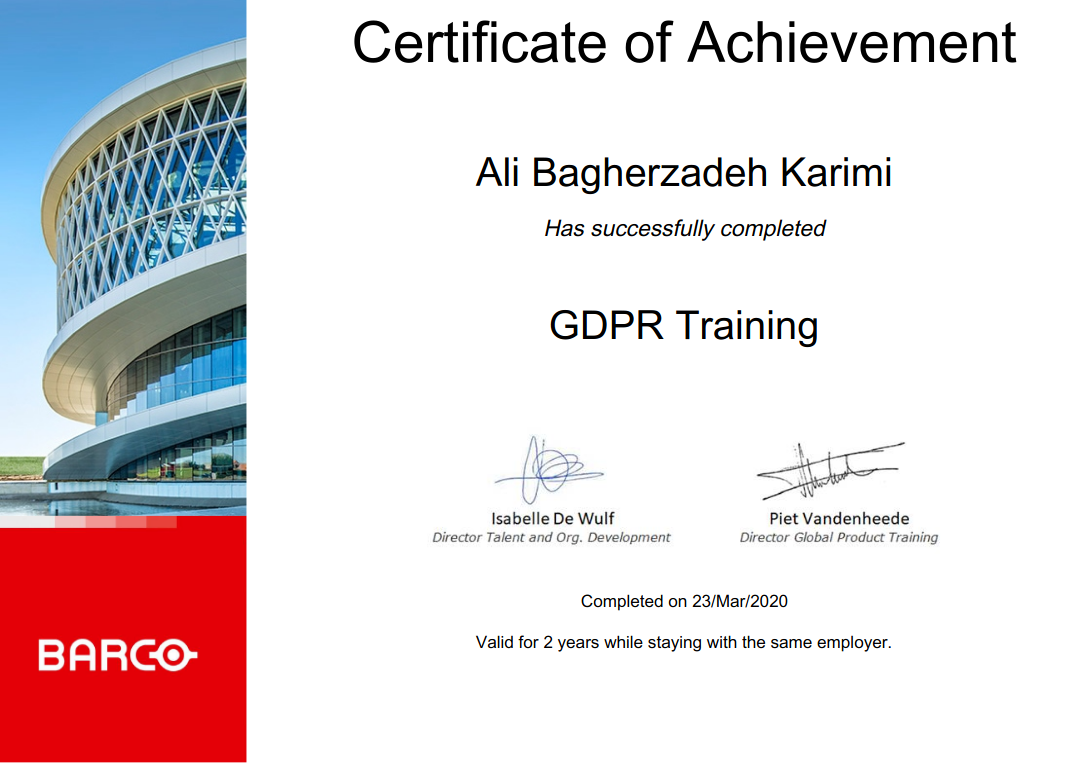 Certificate of Achievement
Ali Bagherzadeh Karimi
Has successfully completed
GDPR Training
Isabelle De Wulf
Director Talent and Org. Development
Piet Vandenheede
Director Global Product Training
Completed on 23/Mar/2020
Valid for 2 years while staying with the same employer.
BARCO